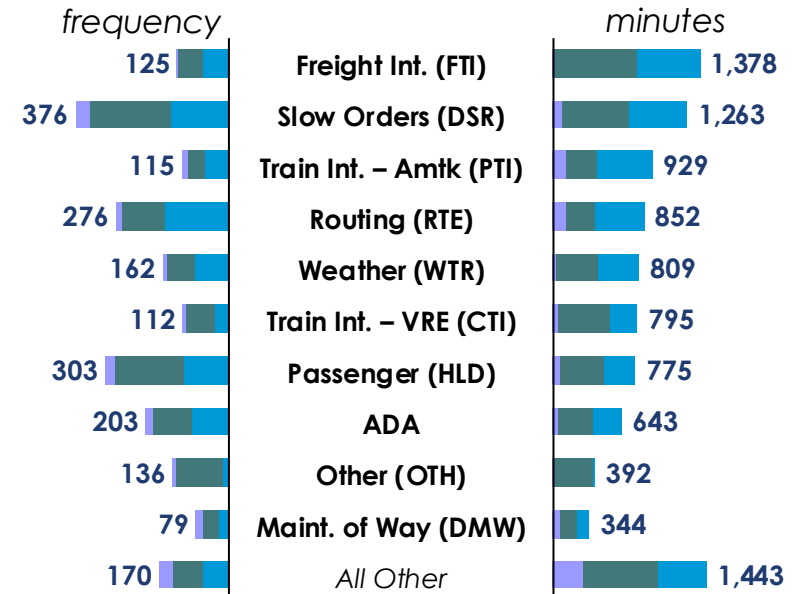 frequency minutes
125 Freight Int. (FTI) 1,378
376 Slow Orders (DSR) 1,263
115 Train Int. – Amtk (PTI) 929
276 Routing (RTE) 852
162 Weather (WTR) 809
112 Train Int. – VRE (CTI) 795
303 Passenger (HLD) 775
203 ADA 643
136 Other (OTH) 392
79 Maint. of Way (DMW) 344
170 All Other 1,443